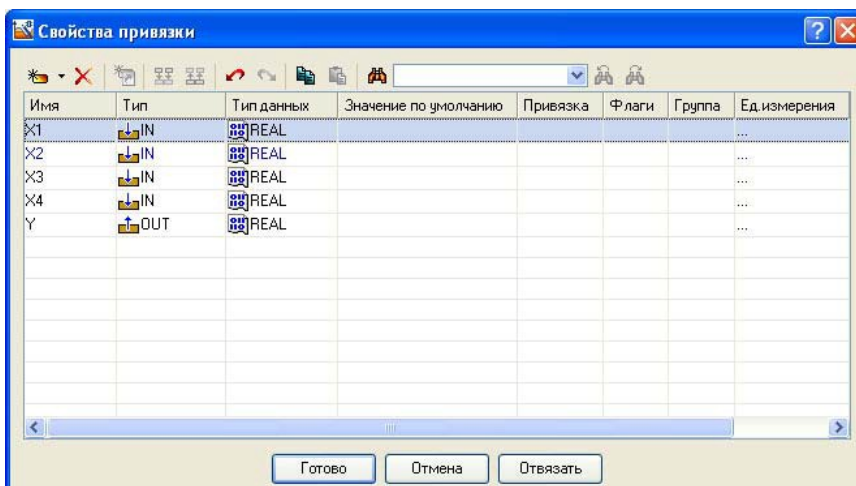 Свойства привязки
Имя Тип Тип данных Значение по умолчанию Привязка Флаги Группа Ед.измерения
X1 IN REAL ...
X2 IN REAL ...
X3 IN REAL ...
X4 IN REAL ...
Y OUT REAL ...
Готово Отмена Отвязать